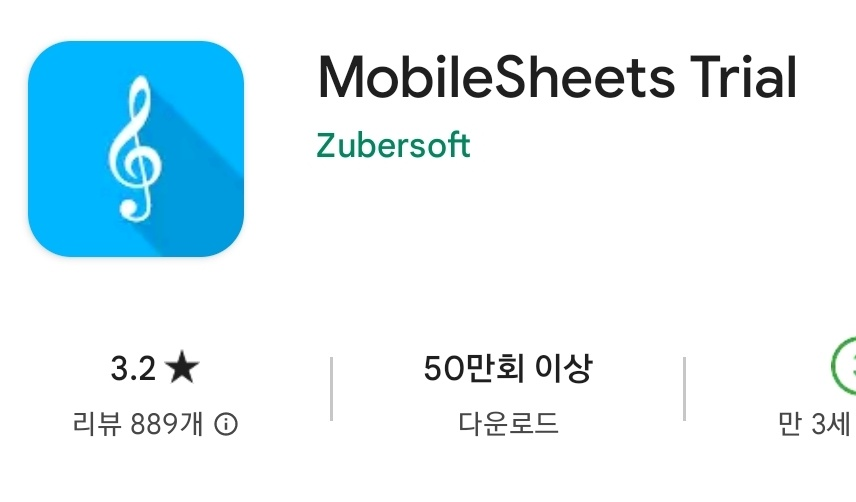 MobileSheets Trial
Zubersoft
3.2 ★
50만회 이상
리뷰 889개
다운로드
만 3세